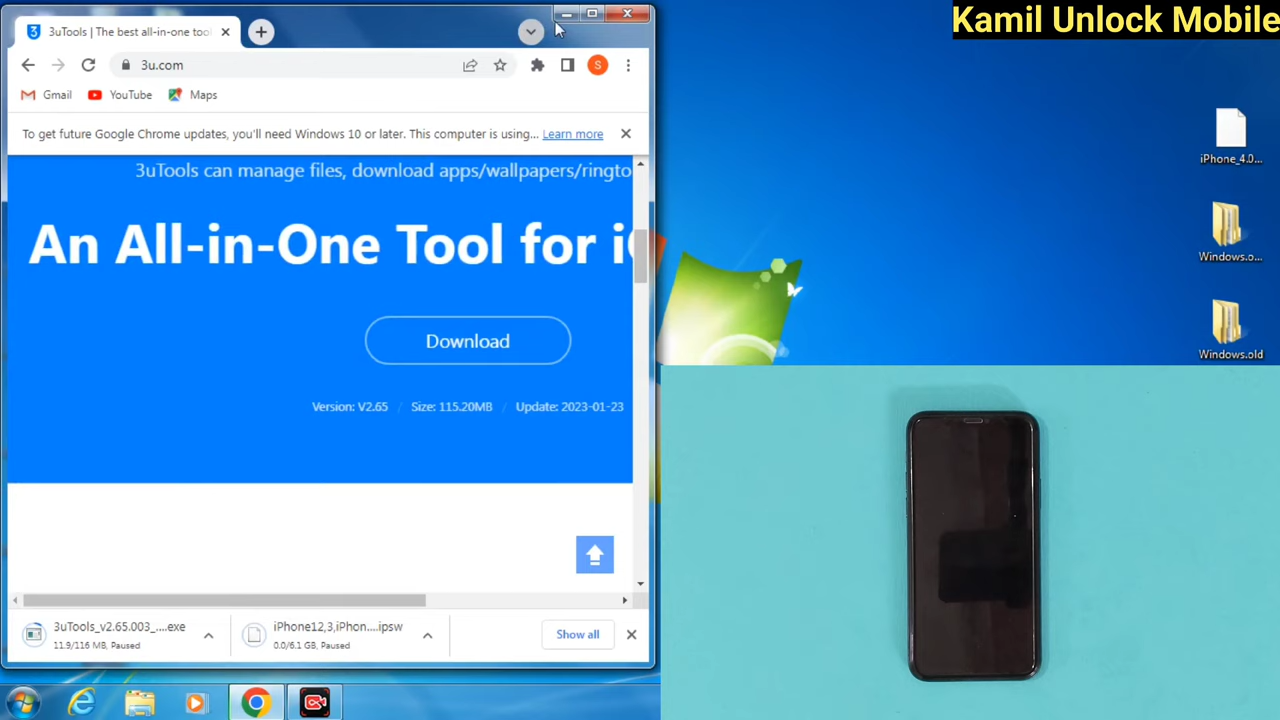 Kamil Unlock Mobile
3uTools | The best all-in-one tool
3u.com
S
Gmail
YouTube
Maps
To get future Google Chrome updates, you'll need Windows 10 or later. This computer is using...
Learn more
3uTools can manage files, download apps/wallpapers/ringto
An All-in-One Tool for i
Download
Version: V2.65 / Size: 115.20MB / Update: 2023-01-23
3uTools_v2.65.003_....exe
11.9/116 MB, Paused
iPhone12,3,iPhon....ipsw
0.0/6.1 GB, Paused
Show all
iPhone_4.0...
Windows.o...
Windows.old